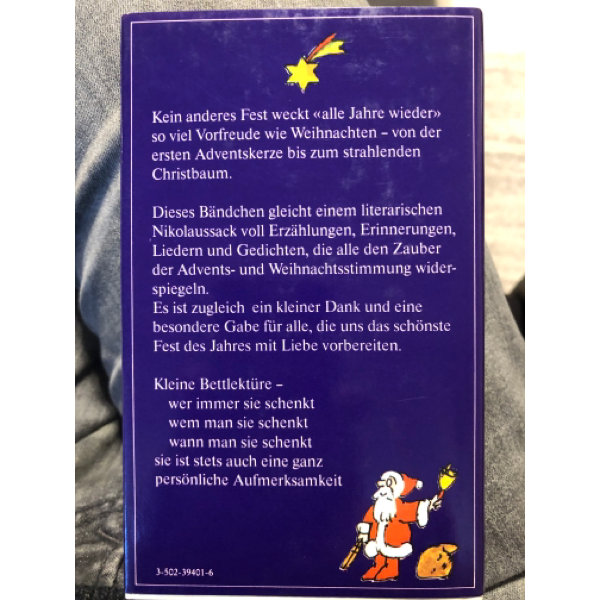 Kein anderes Fest weckt «alle Jahre wieder»
so viel Vorfreude wie Weihnachten – von der
ersten Adventskerze bis zum strahlenden
Christbaum.
Dieses Bändchen gleicht einem literarischen
Nikolaussack voll Erzählungen, Erinnerungen,
Liedern und Gedichten, die alle den Zauber
der Advents- und Weihnachtsstimmung wider-
spiegeln.
Es ist zugleich ein kleiner Dank und eine
besondere Gabe für alle, die uns das schönste
Fest des Jahres mit Liebe vorbereiten.
Kleine Bettlektüre –
wer immer sie schenkt
wem man sie schenkt
wann man sie schenkt
sie ist stets auch eine ganz
persönliche Aufmerksamkeit
3-502-39401-6